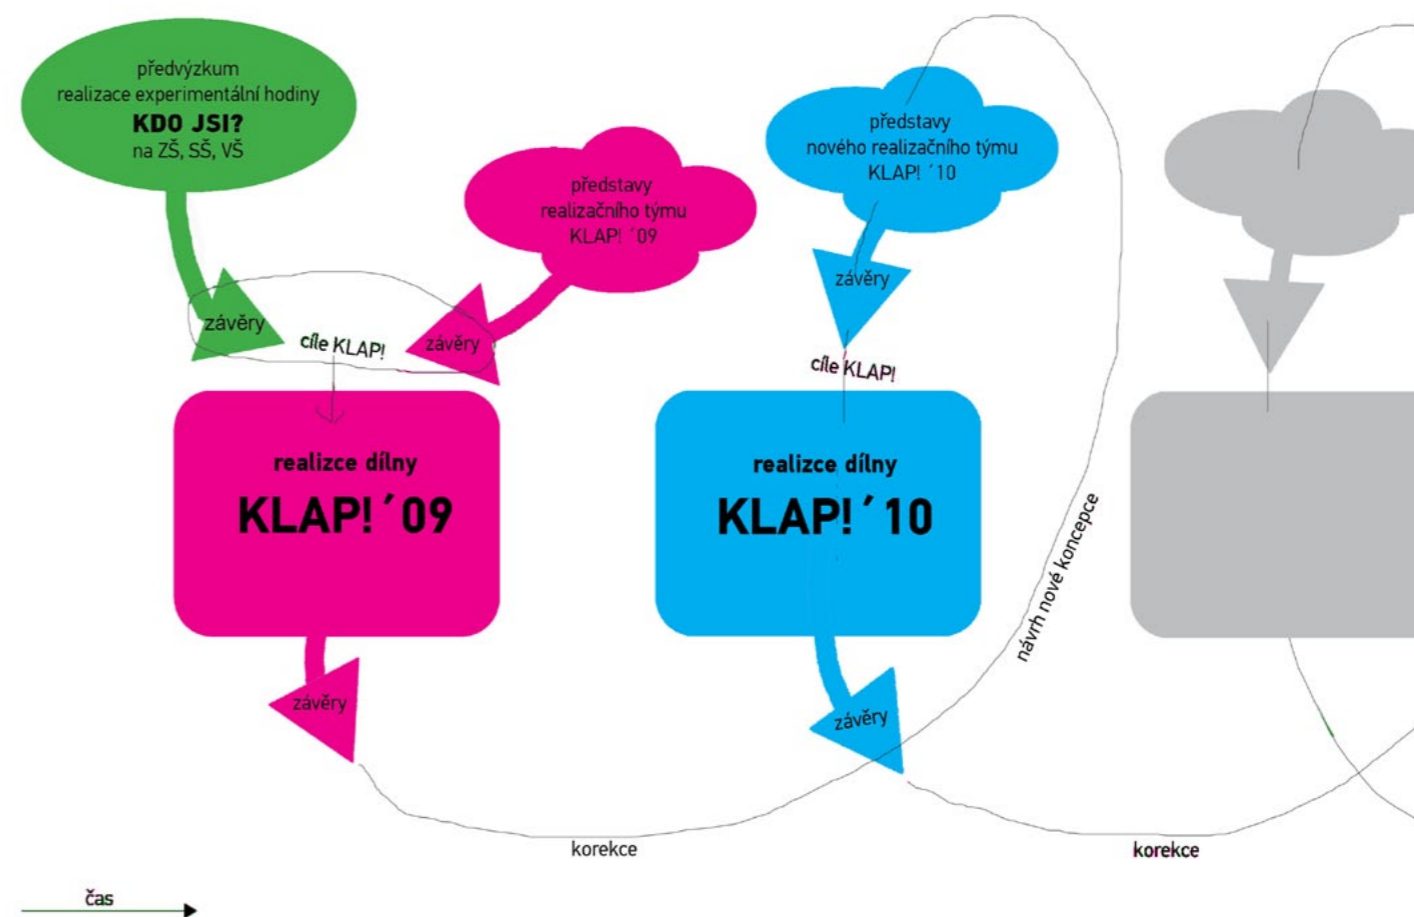 předvýzkum
realizace experimentální hodiny
KDO JSI?
na ZŠ, SŠ, VŠ
představy
realizačního týmu
KLAP! ´09
představy
nového realizačního týmu
KLAP! ´10
závěry
závěry
závěry
cíle KLAP!
cíle KLAP!
realizce dílny
KLAP! ´09
realizce dílny
KLAP! ´10
návrh nové koncepce
závěry
závěry
korekce
korekce
čas